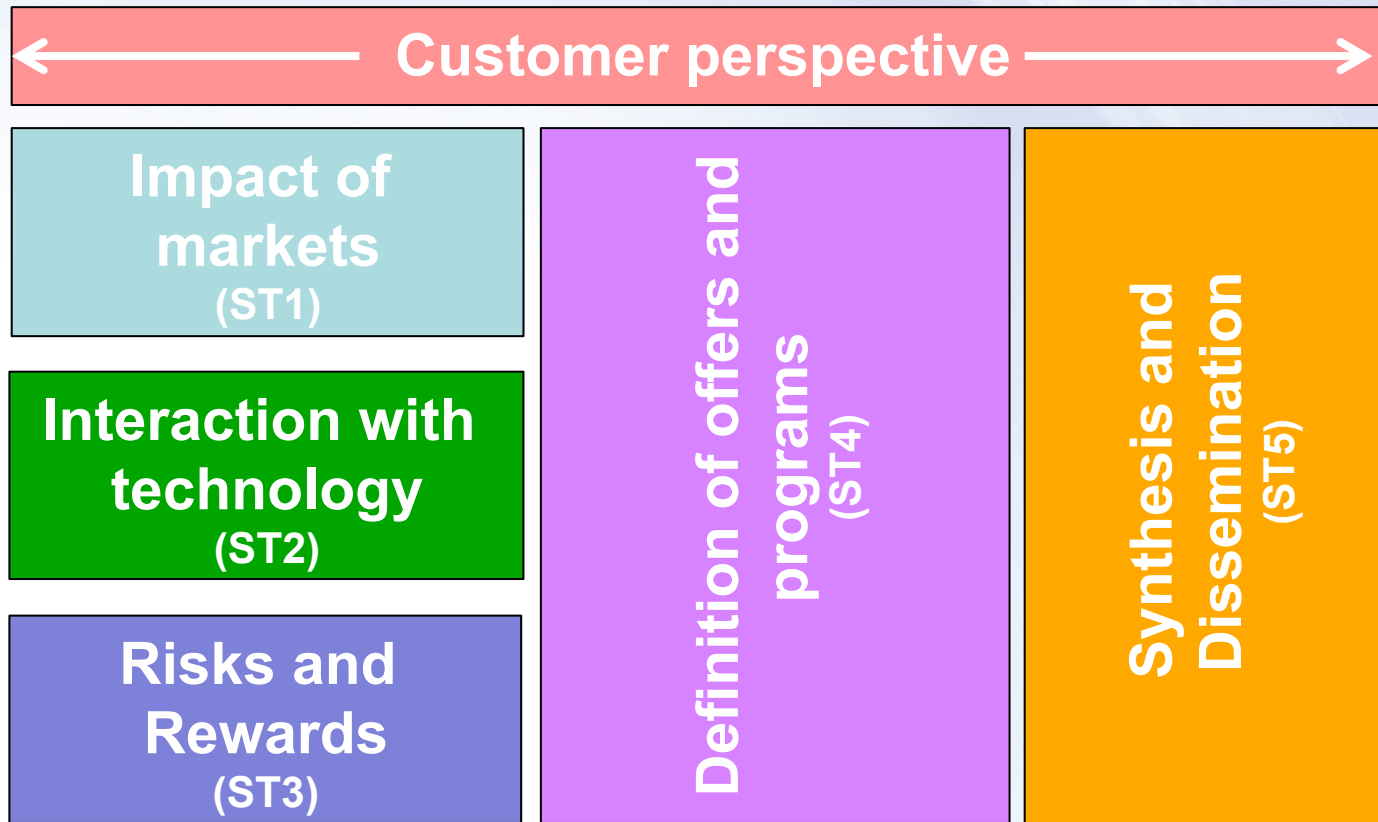 Customer perspective
Impact of
markets
(ST1)
Interaction with
technology
(ST2)
Risks and
Rewards
(ST3)
Definition of offers and
programs
(ST4)
Synthesis and
Dissemination
(ST5)